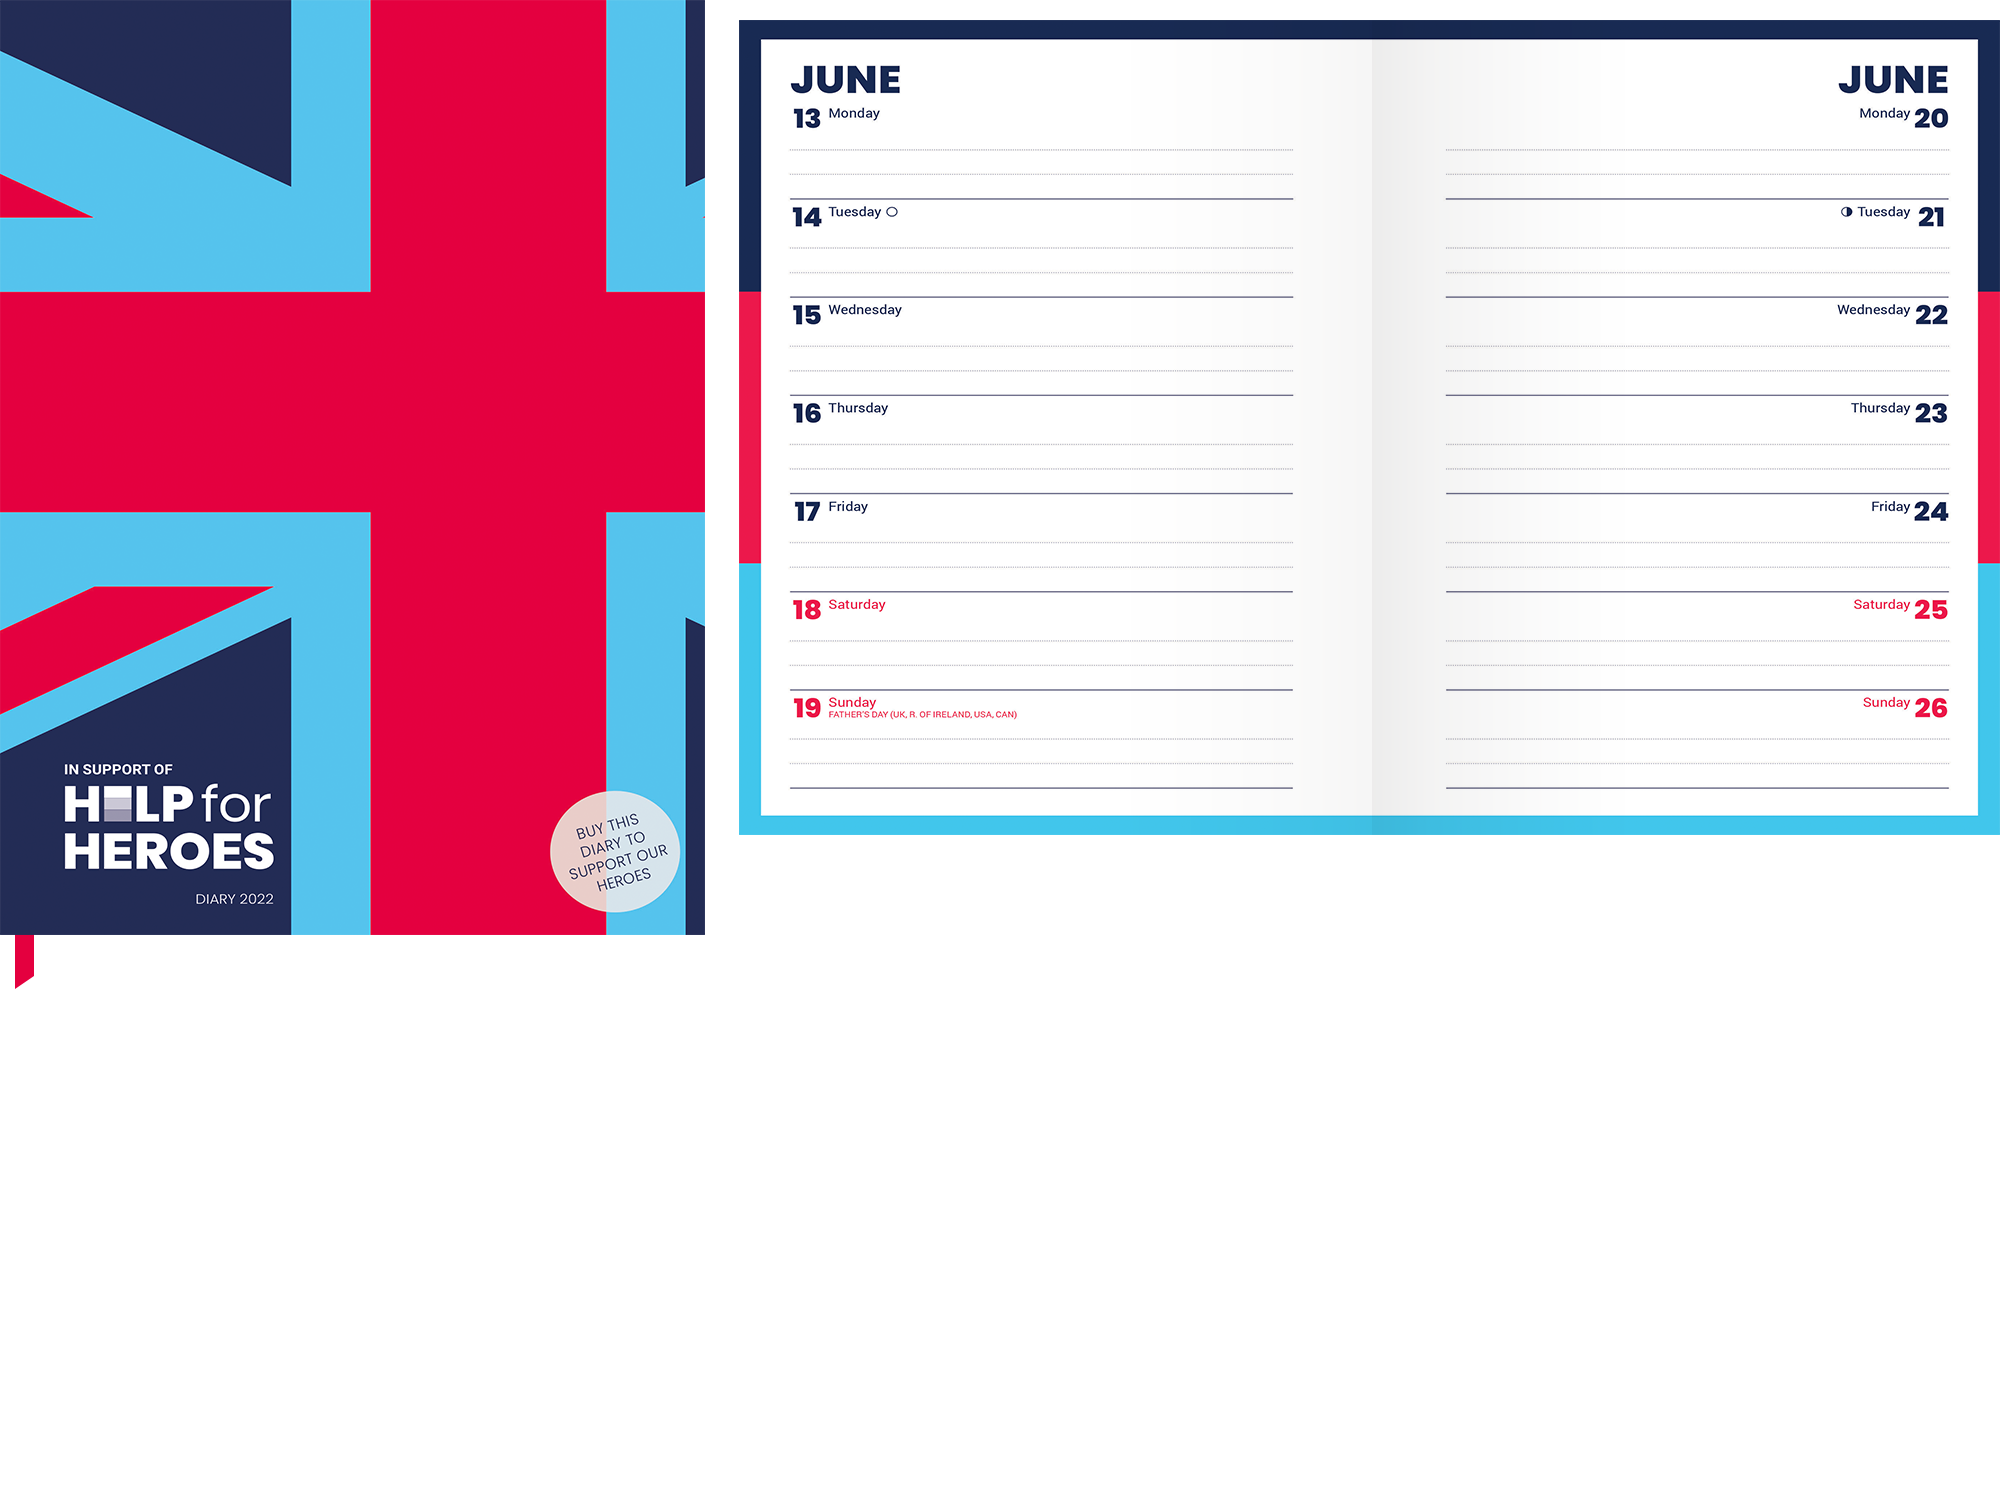 IN SUPPORT OF
HELP for
HEROES
DIARY 2022
BUY THIS
DIARY TO
SUPPORT OUR
HEROES
JUNE
13 Monday
14 Tuesday
15 Wednesday
16 Thursday
17 Friday
18 Saturday
19 Sunday
FATHER'S DAY (UK, R. OF IRELAND, USA, CAN)
JUNE
Monday 20
Tuesday 21
Wednesday 22
Thursday 23
Friday 24
Saturday 25
Sunday 26